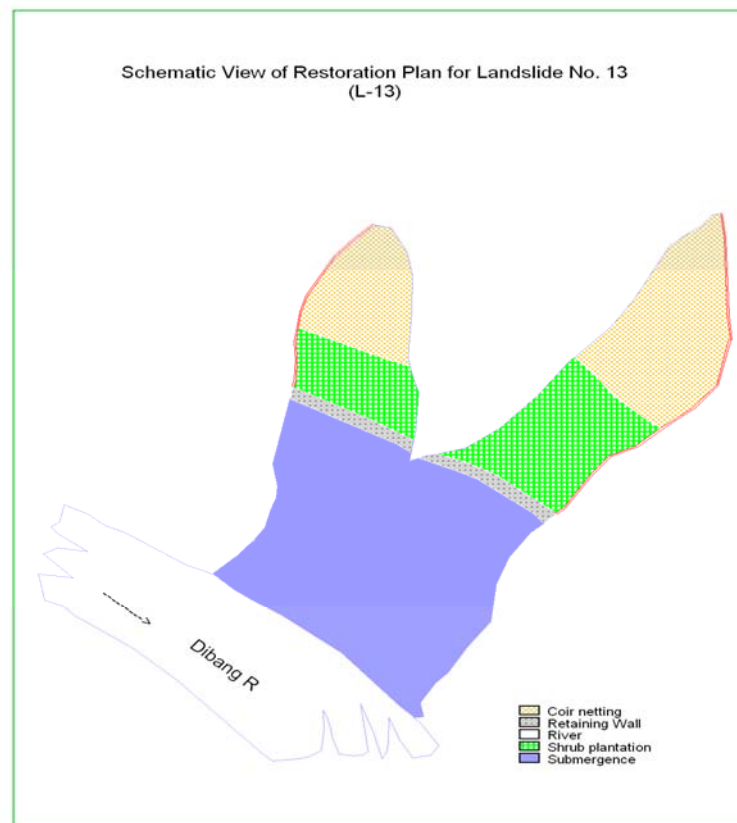 Schematic View of Restoration Plan for Landslide No. 13
(L-13)
Dibang R
Coir netting
Retaining Wall
River
Shrub plantation
Submergence